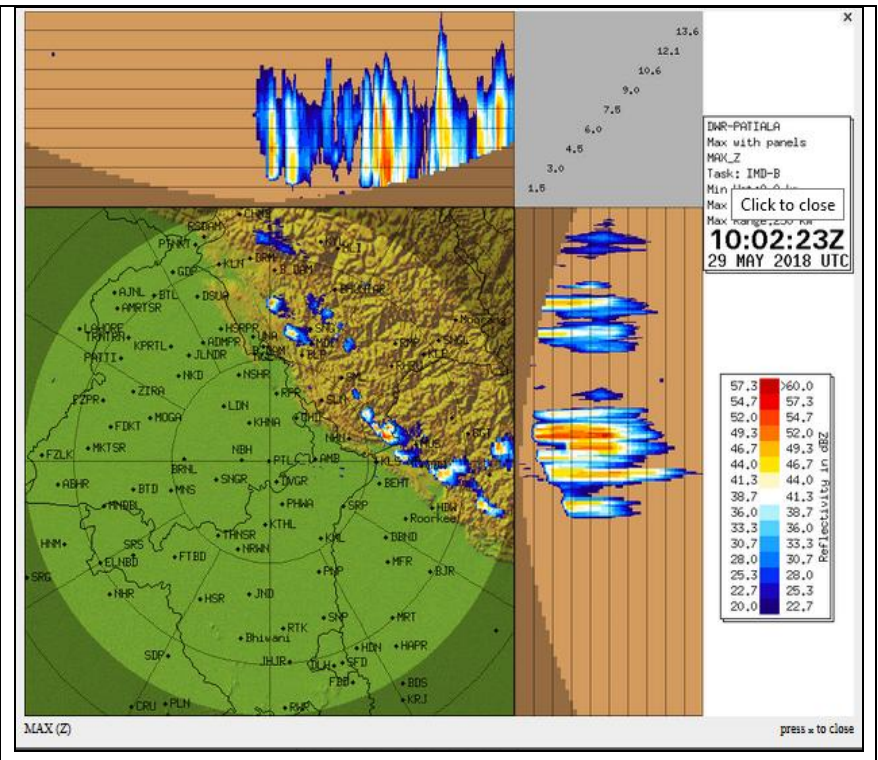 x
13.6
12.1
10.6
9.0
7.5
6.0
4.5
3.0
1.5
DWR-PATIALA
Max with panels
MAX_Z
Task: IMD-B
Click to close
10:02:23Z
29 MAY 2018 UTC
PTNKT
KLN
GDP
B_DAM
AJNL
BTL
DSUA
AMRTSR
LAHORE
HSRPR
SNGL
TRNTRN
KPRTL
ADMPR
PATTI
JLNDR
NKD
NSHR
ZIRA
RPR
FZPR
LDN
SLN
MOGA
FDKT
KHNA
NHN
MKTSR
NBH
FZLK
BRNL
PTL
AMB
SNGR
DVGR
BEHT
ABHR
BTD
MNS
PHWA
SRP
HDW
KTHL
Roorkee
THNSR
HNM
SRS
KNL
DBND
NRWN
FTBD
ELNBD
MFR
PNP
BJR
SRG
NHR
HSR
JND
SNP
MRT
RTK
Bhiwani
HDN
HAPR
SDP
JHJR
DLH
SFD
FBD
BDS
KRJ
CRU
PLN
RWR
57.3 >60.0
54.7 57.3
52.0 54.7
49.3 52.0
46.7 49.3
44.0 46.7
41.3 44.0
38.7 41.3
36.0 38.7
33.3 36.0
30.7 33.3
28.0 30.7
25.3 28.0
22.7 25.3
20.0 22.7
Reflectivity in dBZ
MAX (Z)
press x to close